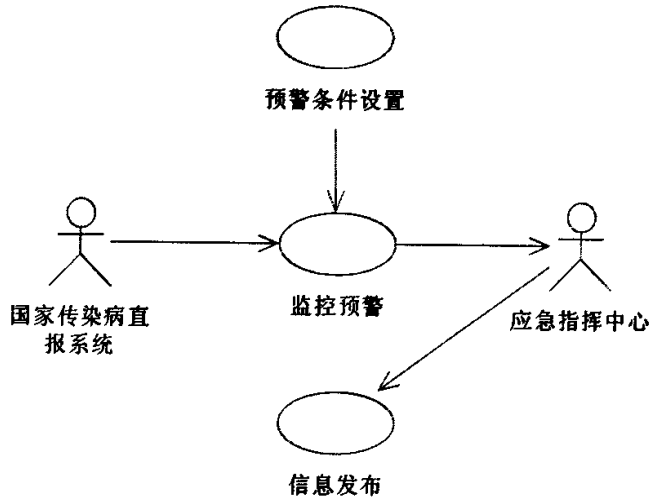 预警条件设置
监控预警
国家传染病直
报系统
应急指挥中心
信息发布